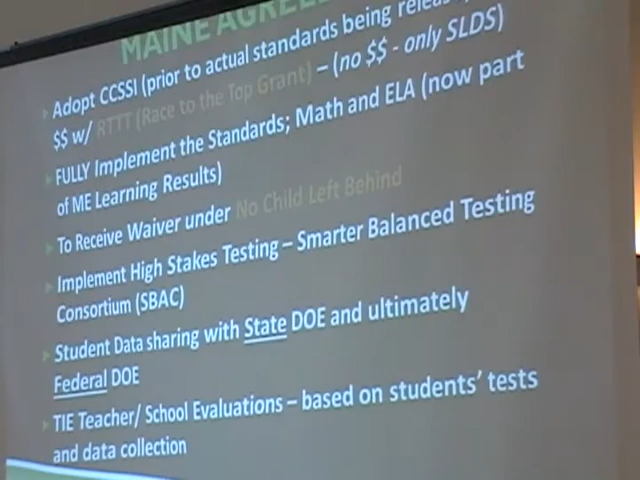 MAINE AGREE
Adopt CCSSI (prior to actual standards being
$$ w/ RTTT (Race to the Top Grant) – (no $$ - only SLDS)
FULLY Implement the Standards; Math and ELA (now part
of ME Learning Results)
To Receive Waiver under No Child Left Behind
Implement High Stakes Testing – Smarter Balanced Testing
Consortium (SBAC)
Student Data sharing with State DOE and ultimately
Federal DOE
TIE Teacher/ School Evaluations – based on students' tests
and data collection